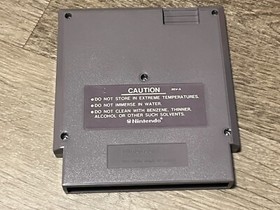 CAUTION REV-A
●DO NOT STORE IN EXTREME TEMPERATURES.
●DO NOT IMMERSE IN WATER.
●DO NOT CLEAN WITH BENZENE, THINNER,
ALCOHOL OR OTHER SUCH SOLVENTS.
Nintendo